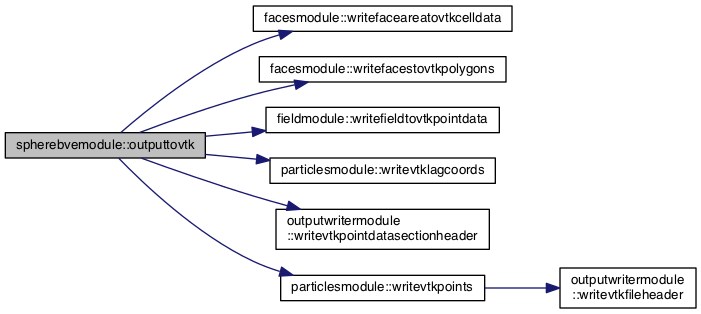 facesmodule::writefaceareatovtkcelldata
facesmodule::writefacestovtkpolygons
fieldmodule::writefieldtovtkpointdata
spherebvemodule::outputtovtk
particlesmodule::writevtklagcoords
outputwritermodule
::writevtkpointdatasectionheader
particlesmodule::writevtkpoints
outputwritermodule
::writevtkfileheader